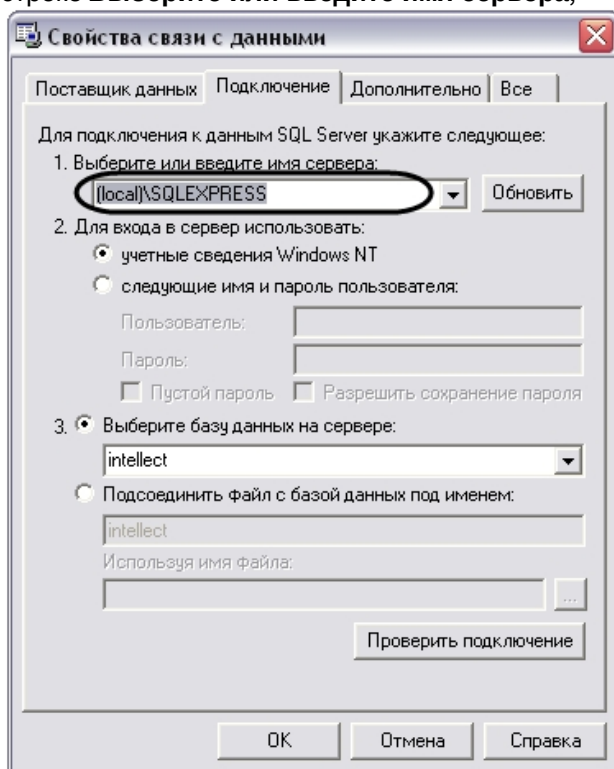 строке Выберите или введите имя сервера,
Свойства связи с данными
Поставщик данных Подключение Дополнительно Все
Для подключения к данным SQL Server укажите следующее:
1. Выберите или введите имя сервера:
(local)\SQLEXPRESS Обновить
2. Для входа в сервер использовать:
учетные сведения Windows NT
следующие имя и пароль пользователя:
Пользователь:
Пароль:
Пустой пароль Разрешить сохранение пароля
3. Выберите базу данных на сервере:
intellect
Подсоединить файл с базой данных под именем:
intellect
Используя имя файла:
...
Проверить подключение
OK Отмена Справка